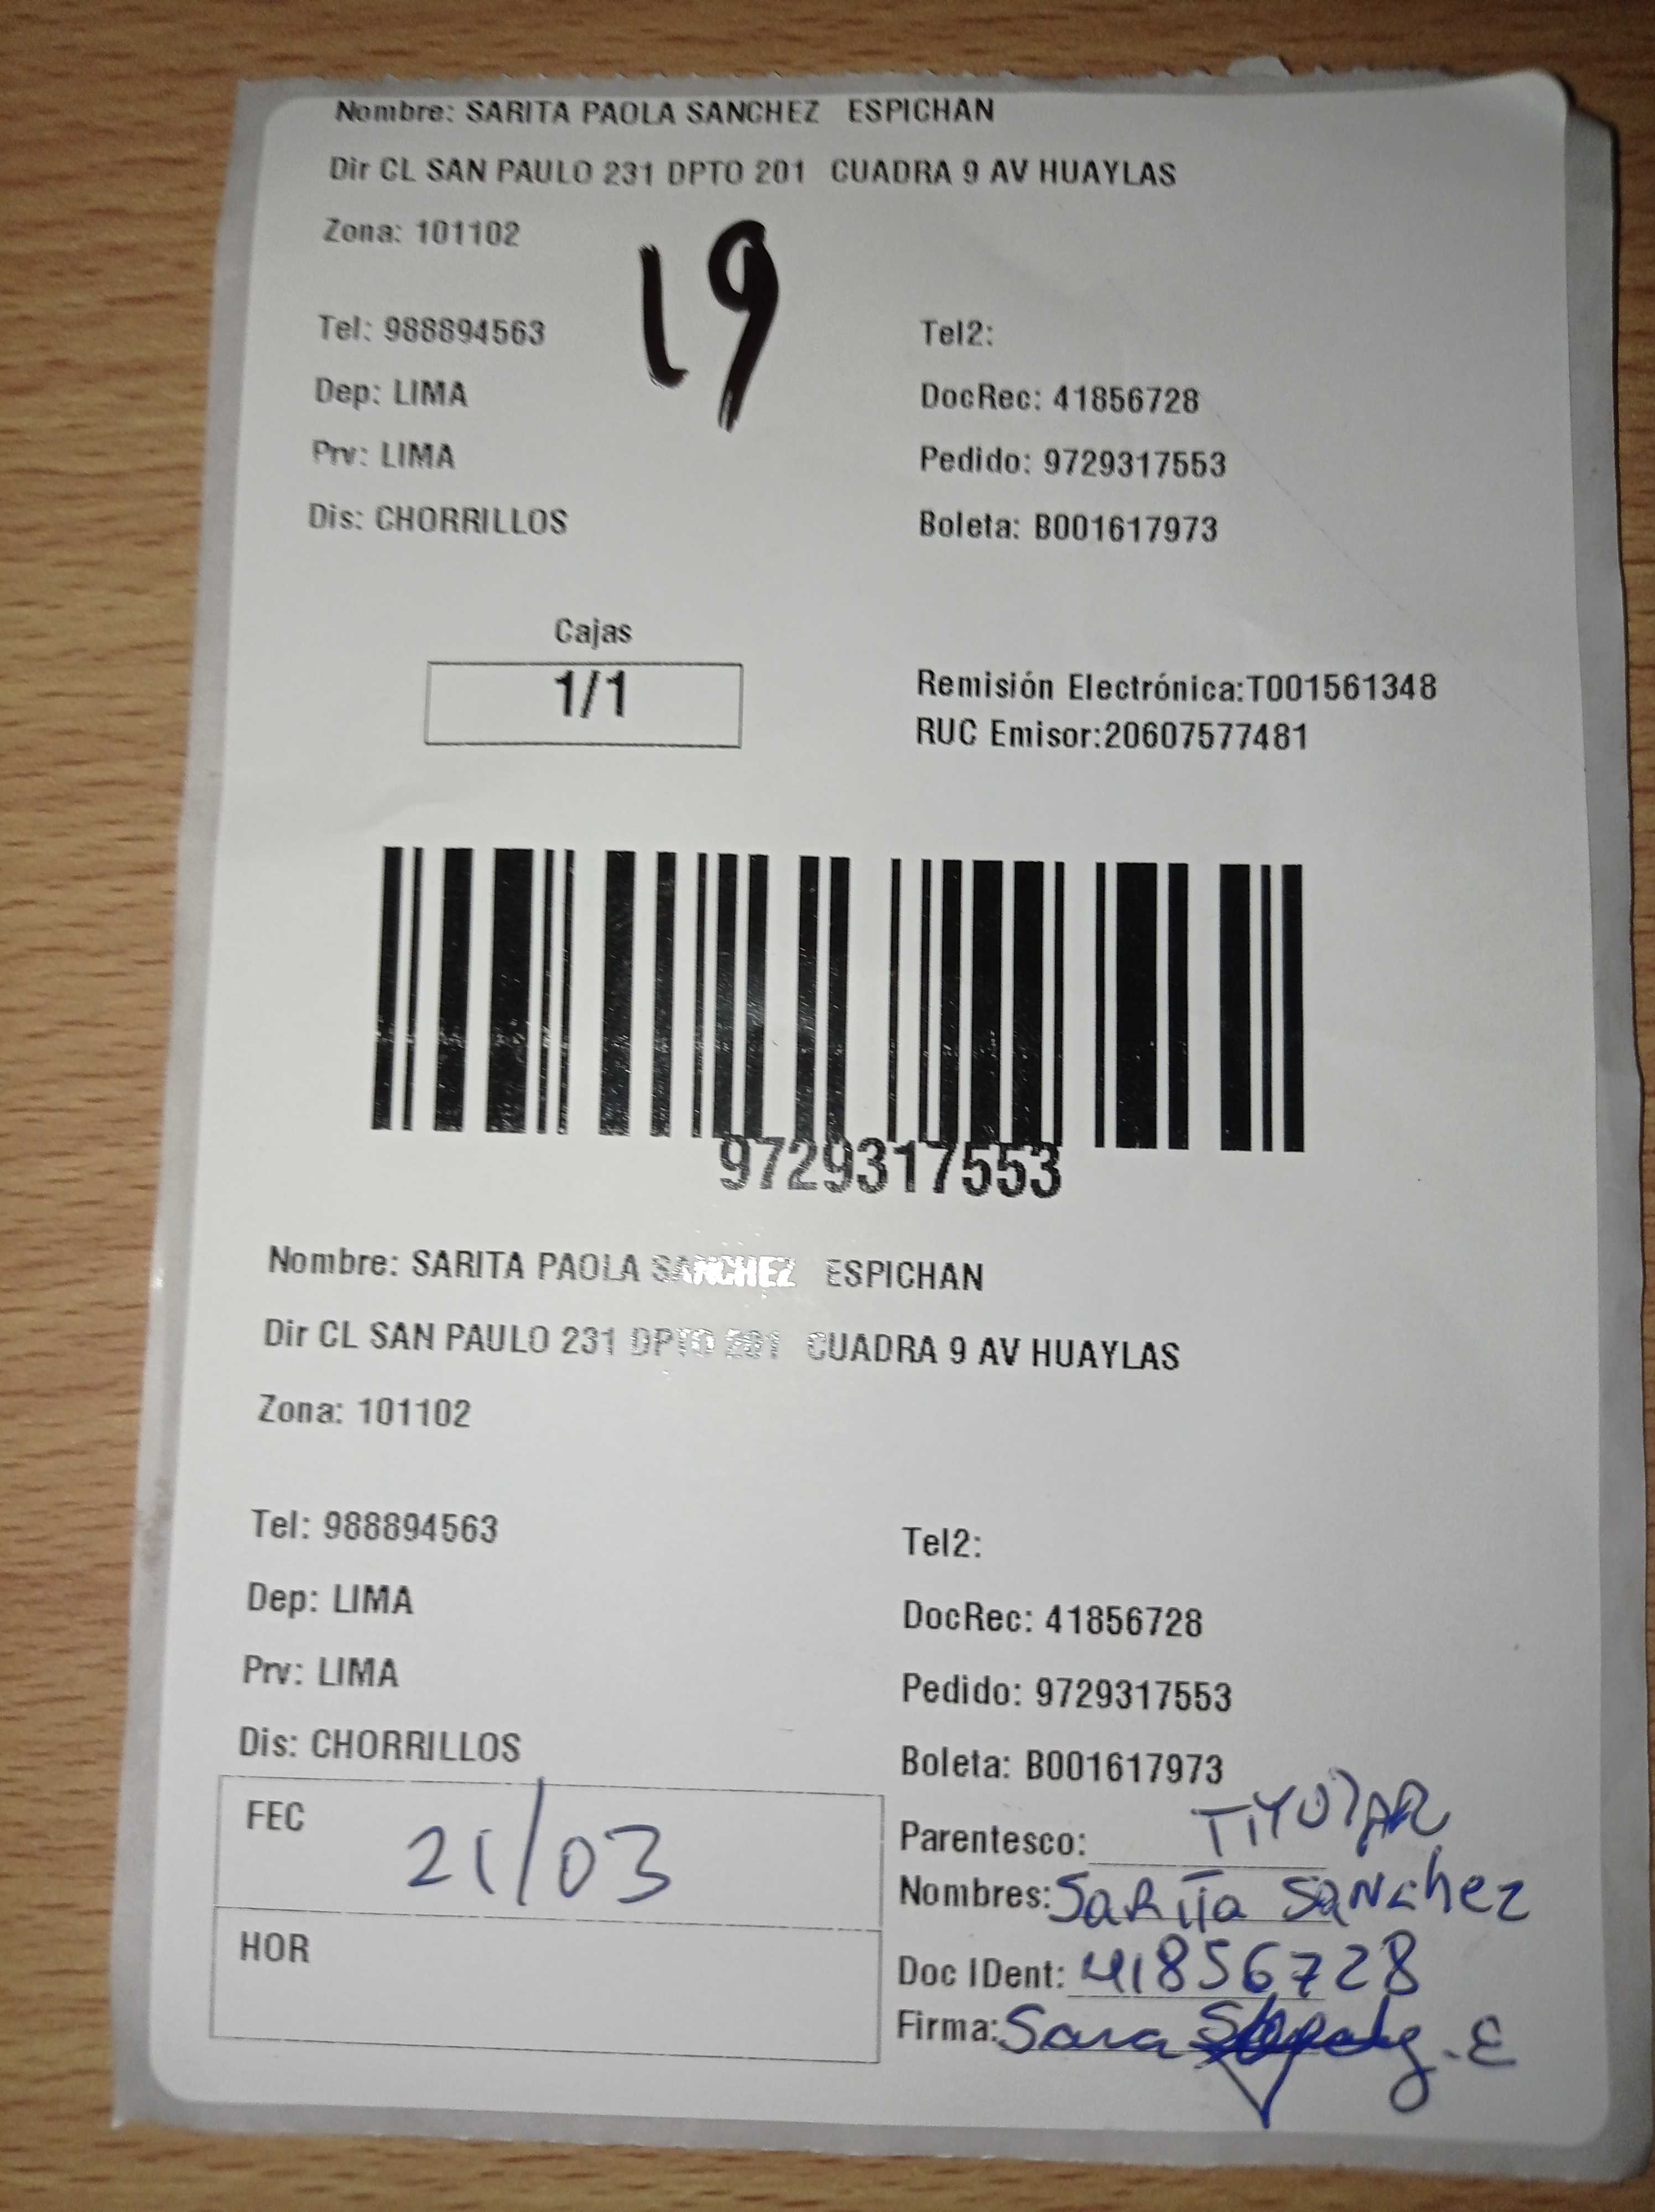 Nombre: SARITA PAOLA SANCHEZ ESPICHAN
Dir CL SAN PAULO 231 DPTO 201 CUADRA 9 AV HUAYLAS
Zona: 101102
19
Tel: 988894563 Tel2:
Dep: LIMA DocRec: 41856728
Prv: LIMA Pedido: 9729317553
Dis: CHORRILLOS Boleta: B001617973
Cajas
1/1
Remisión Electrónica:T001561348
RUC Emisor:20607577481
9729317553
Nombre: SARITA PAOLA SANCHEZ ESPICHAN
Dir CL SAN PAULO 231 DPTO 201 CUADRA 9 AV HUAYLAS
Zona: 101102
Tel: 988894563 Tel2:
Dep: LIMA DocRec: 41856728
Prv: LIMA Pedido: 9729317553
Dis: CHORRILLOS Boleta: B001617973
FEC 21/03
Parentesco: TITULAR
Nombres: Sarita Sanchez
HOR
Doc IDent: 41856728
Firma: Sara